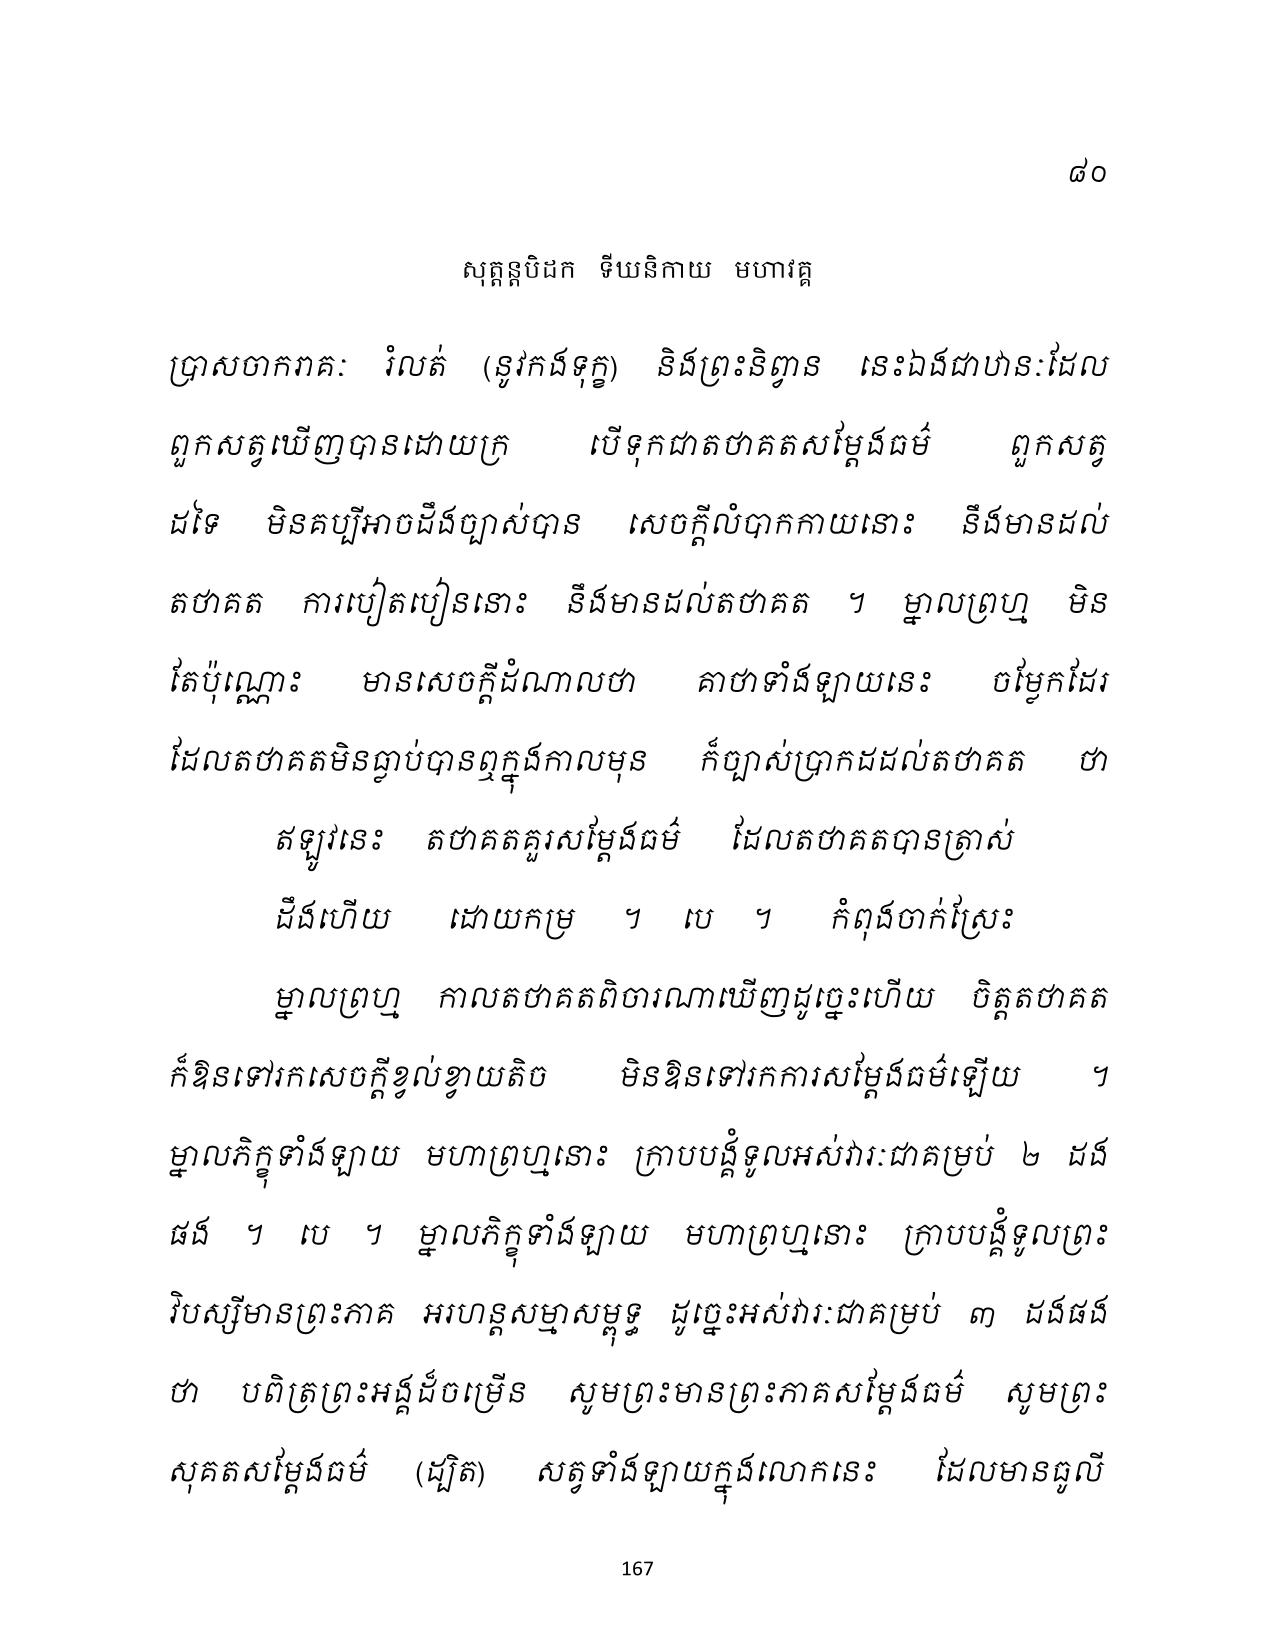 ៨០
សុត្តន្តបិដក ទីឃនិកាយ មហាវគ្គ
ប្រាសចាករាគៈ រំលត់ (នូវកងទុក្ខ) និងព្រះនិព្វាន នេះឯងជាឋានៈដែល
ពួកសត្វឃើញបានដោយក្រ បើទុកជាតថាគតសម្តែងធម៌ ពួកសត្វ
ដទៃ មិនគប្បីអាចដឹងច្បាស់បាន សេចក្តីលំបាកកាយនោះ នឹងមានដល់
តថាគត ការបៀតបៀននោះ នឹងមានដល់តថាគត ។ ម្នាលព្រហ្ម មិន
តែប៉ុណ្ណោះ មានសេចក្តីដំណាលថា គាថាទាំងឡាយនេះ ចម្លែកដែរ
ដែលតថាគតមិនធ្លាប់បានឮក្នុងកាលមុន ក៏ច្បាស់ប្រាកដដល់តថាគត ថា
ឥឡូវនេះ តថាគតគួរសម្តែងធម៌ ដែលតថាគតបានត្រាស់
ដឹងហើយ ដោយកម្រ ។ បេ ។ កំពុងចាក់ស្រែះ
ម្នាលព្រហ្ម កាលតថាគតពិចារណាឃើញដូច្នេះហើយ ចិត្តតថាគត
ក៏ឱនទៅរកសេចក្តីខ្វល់ខ្វាយតិច មិនឱនទៅរកការសម្តែងធម៌ឡើយ ។
ម្នាលភិក្ខុទាំងឡាយ មហាព្រហ្មនោះ ក្រាបបង្គំទូលអស់វារៈជាគម្រប់ ២ ដង
ផង ។ បេ ។ ម្នាលភិក្ខុទាំងឡាយ មហាព្រហ្មនោះ ក្រាបបង្គំទូលព្រះ
វិបស្សីមានព្រះភាគ អរហន្តសម្មាសម្ពុទ្ធ ដូច្នេះអស់វារៈជាគម្រប់ ៣ ដងផង
ថា បពិត្រព្រះអង្គដ៏ចម្រើន សូមព្រះមានព្រះភាគសម្តែងធម៌ សូមព្រះ
សុគតសម្តែងធម៌ (ដ្បិត) សត្វទាំងឡាយក្នុងលោកនេះ ដែលមានធូលី
167